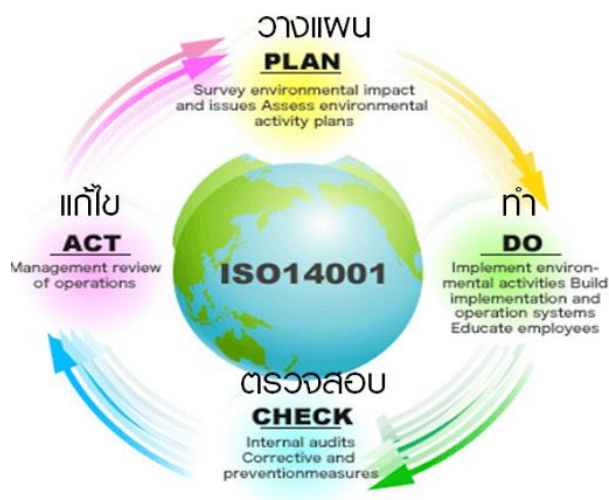 วางแผน
PLAN
Survey environmental impact
and issues Assess environmental
activity plans
แก้ไข
ACT
Management review
of operations
ISO14001
ทำ
DO
Implement environ-
mental activities Build
implementation and
operation systems
Educate employees
ตรวจสอบ
CHECK
Internal audits
Corrective and
preventionmeasures